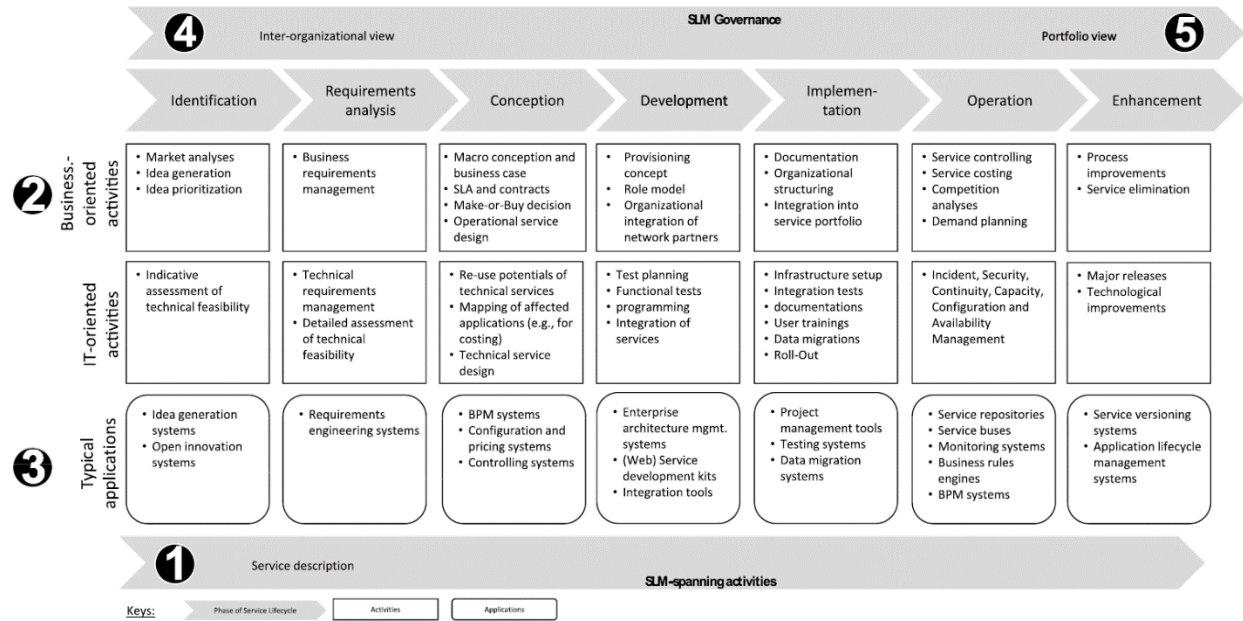 SLM Governance
4
Inter-organizational view
Portfolio view
5
Identification
Requirements
analysis
Conception
Development
Implemen-
tation
Operation
Enhancement
2
Business.-
oriented
activities
• Market analyses
• Idea generation
• Idea prioritization
• Business
requirements
management
• Macro conception and
business case
• SLA and contracts
• Make-or-Buy decision
• Operational service
design
• Provisioning
concept
• Role model
• Organizational
integration of
network partners
• Documentation
• Organizational
structuring
• Integration into
service portfolio
• Service controlling
• Service costing
• Competition
analyses
• Demand planning
• Process
improvements
• Service elimination
IT-oriented
activities
• Indicative
assessment of
technical feasibility
• Technical
requirements
management
• Detailed assessment
of technical
feasibility
• Re-use potentials of
technical services
• Mapping of affected
applications (e.g., for
costing)
• Technical service
design
• Test planning
• Functional tests
• programming
• Integration of
services
• Infrastructure setup
• Integration tests
• documentations
• User trainings
• Data migrations
• Roll-Out
• Incident, Security,
Continuity, Capacity,
Configuration and
Availability
Management
• Major releases
• Technological
improvements
3
Typical
applications
• Idea generation
systems
• Open innovation
systems
• Requirements
engineering systems
• BPM systems
• Configuration and
pricing systems
• Controlling systems
• Enterprise
architecture mgmt.
systems
• (Web) Service
development kits
• Integration tools
• Project
management tools
• Testing systems
• Data migration
systems
• Service repositories
• Service buses
• Monitoring systems
• Business rules
engines
• BPM systems
• Service versioning
systems
• Application lifecycle
management
systems
1
Service description
SLM-spanning activities
Keys:
Phase of Service Lifecycle
Activities
Applications